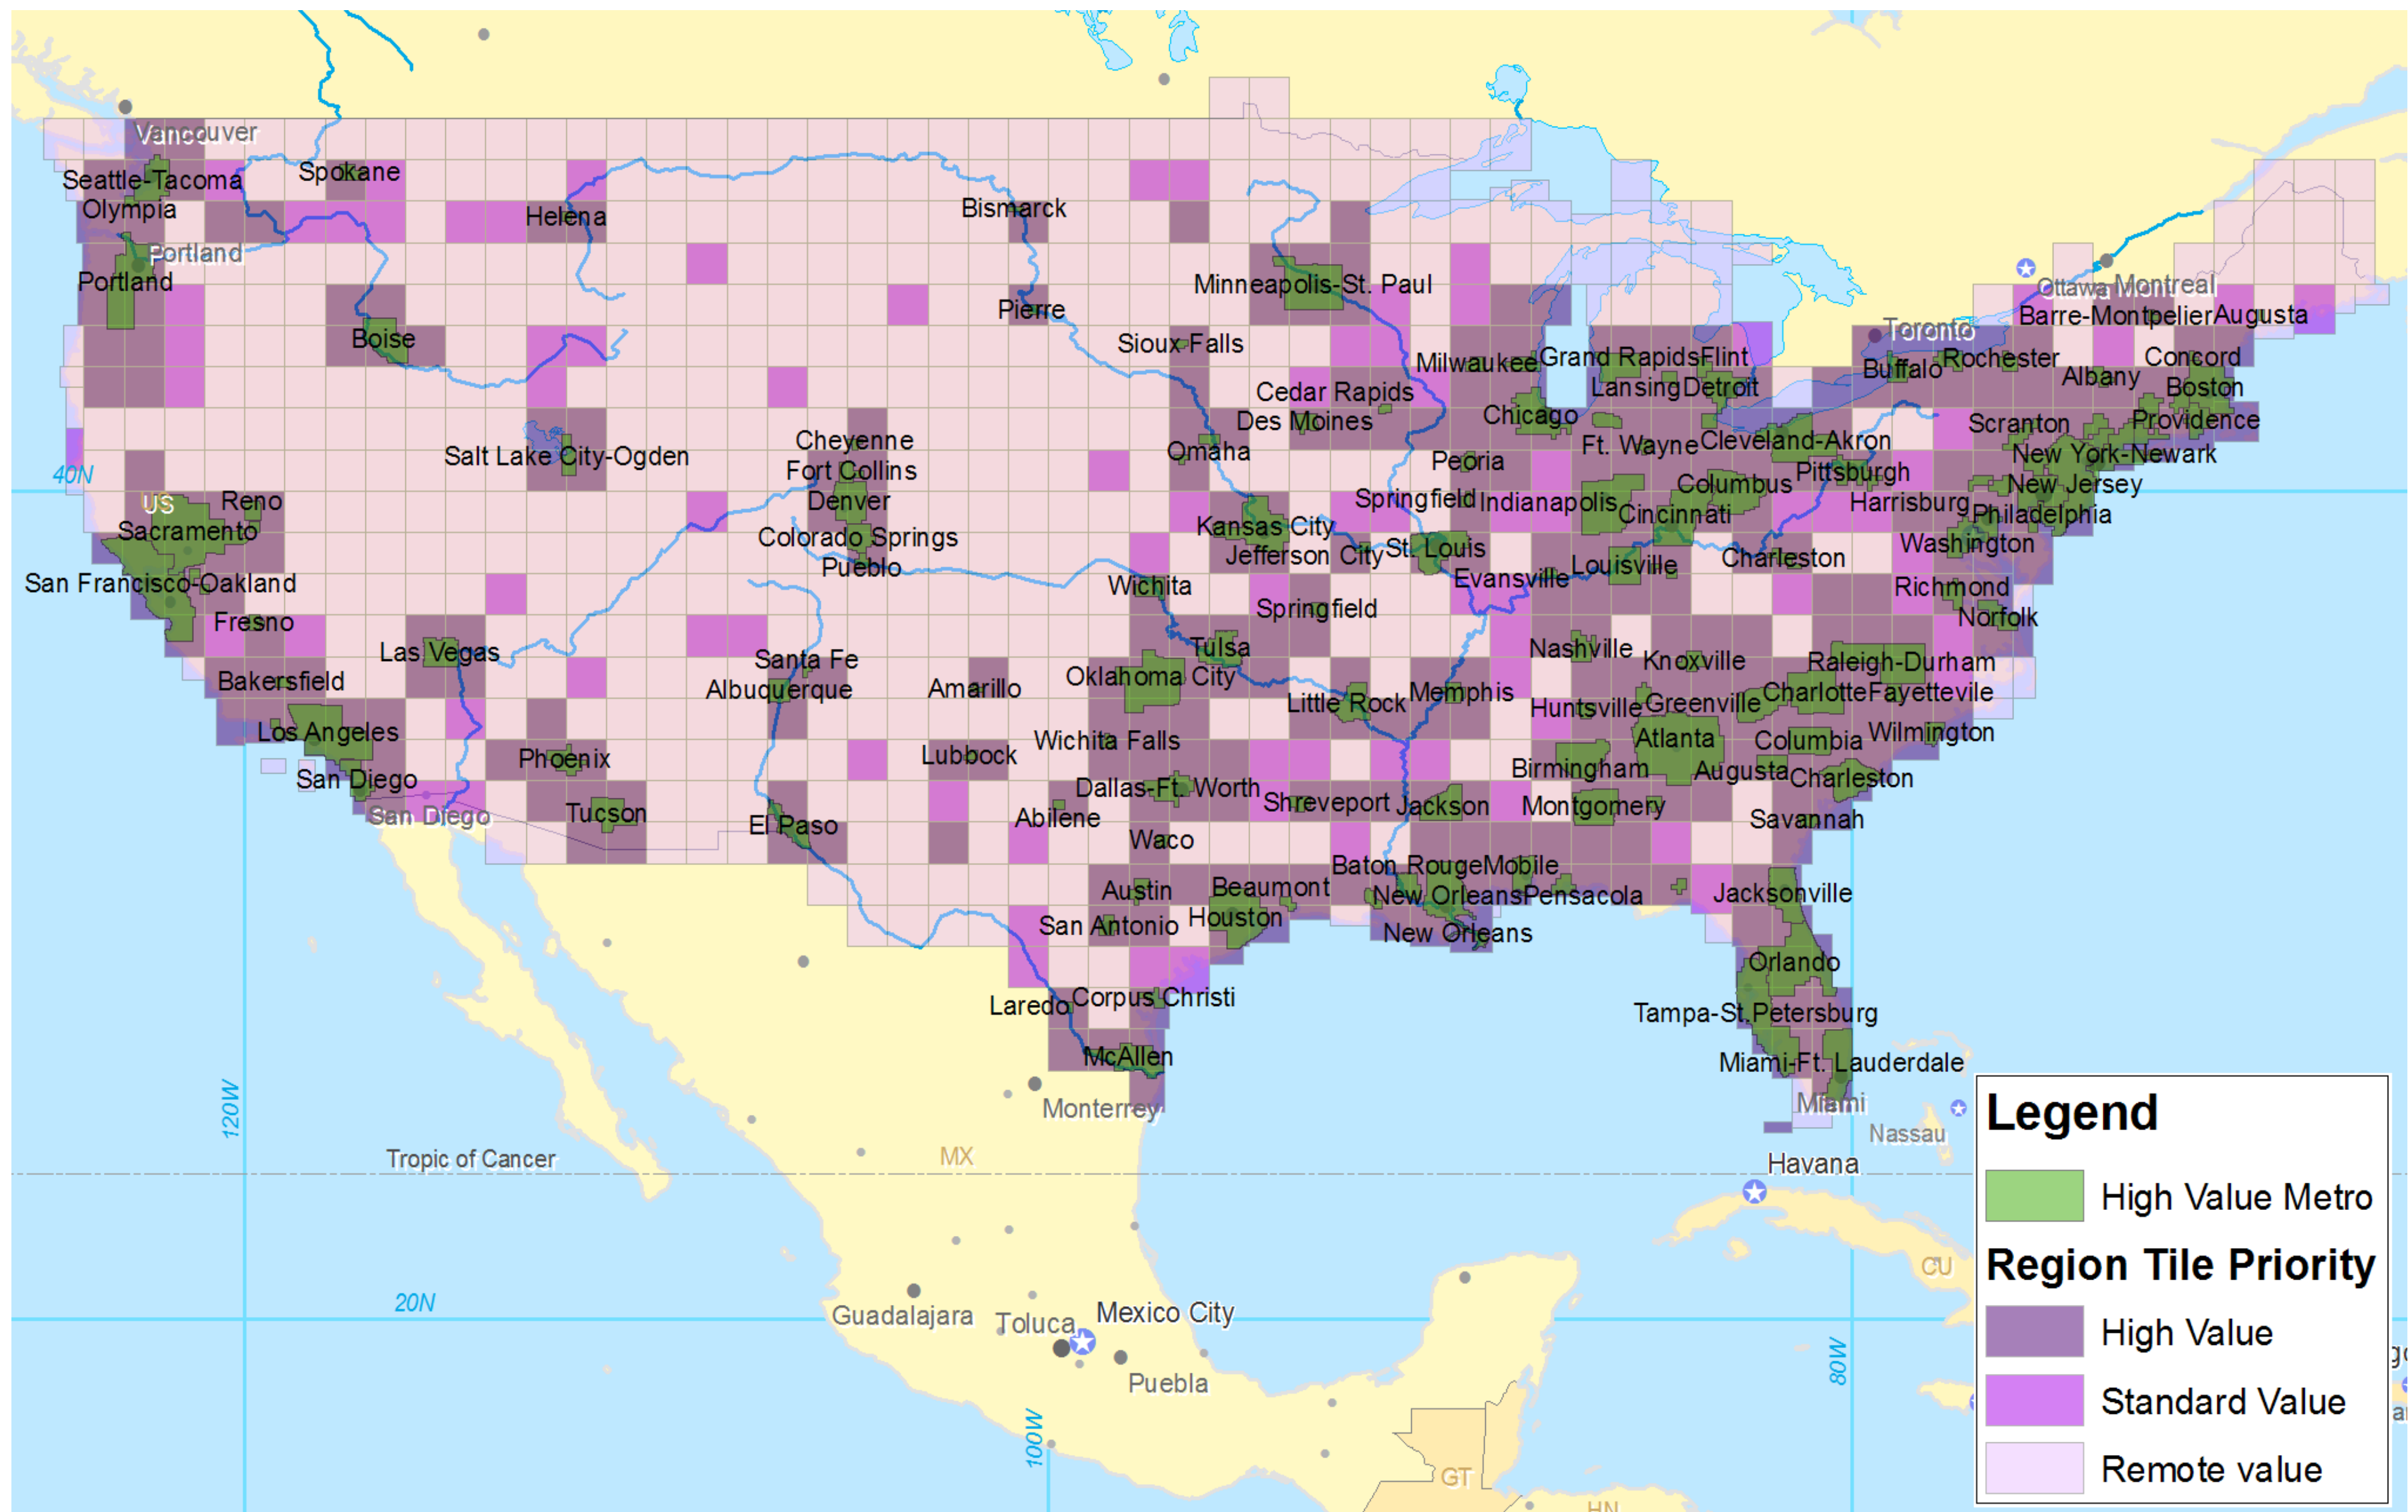 Vancouver
Spokane
Seattle-Tacoma
Olympia
Helena
Bismarck
Portland
Portland
Minneapolis-St. Paul
Ottawa
Montreal
Pierre
Barre-Montpelier
Augusta
Toronto
Boise
Sioux Falls
Milwaukee
Grand Rapids
Flint
Buffalo
Rochester
Concord
Albany
Lansing
Detroit
Boston
Cedar Rapids
Des Moines
Chicago
Scranton
Providence
Cheyenne
Salt Lake City-Ogden
Omaha
Ft. Wayne
Cleveland-Akron
New York-Newark
40N
Fort Collins
Peoria
Pittsburgh
US
Reno
Denver
Springfield
Indianapolis
Columbus
Harrisburg
New Jersey
Sacramento
Colorado Springs
Kansas City
Cincinnati
Philadelphia
Pueblo
Jefferson City
St. Louis
Charleston
Washington
San Francisco-Oakland
Wichita
Evansville
Louisville
Richmond
Fresno
Springfield
Norfolk
Las Vegas
Santa Fe
Tulsa
Nashville
Knoxville
Raleigh-Durham
Bakersfield
Albuquerque
Amarillo
Oklahoma City
Little Rock
Memphis
Huntsville
Greenville
Charlotte
Fayettevile
Los Angeles
Phoenix
Lubbock
Wichita Falls
Atlanta
Columbia
Wilmington
San Diego
Birmingham
Augusta
Charleston
San Diego
Tucson
El Paso
Abilene
Dallas-Ft. Worth
Shreveport
Jackson
Montgomery
Savannah
Waco
Baton Rouge
Mobile
Austin
Beaumont
New Orleans
Pensacola
Jacksonville
San Antonio
Houston
New Orleans
Orlando
Laredo
Corpus Christi
Tampa-St.Petersburg
McAllen
Miami-Ft. Lauderdale
Monterrey
Miami
Nassau
120W
Tropic of Cancer
MX
Havana
CU
20N
Guadalajara
Toluca
Mexico City
Puebla
100W
80W
GT
HN
Legend
High Value Metro
Region Tile Priority
High Value
Standard Value
Remote value